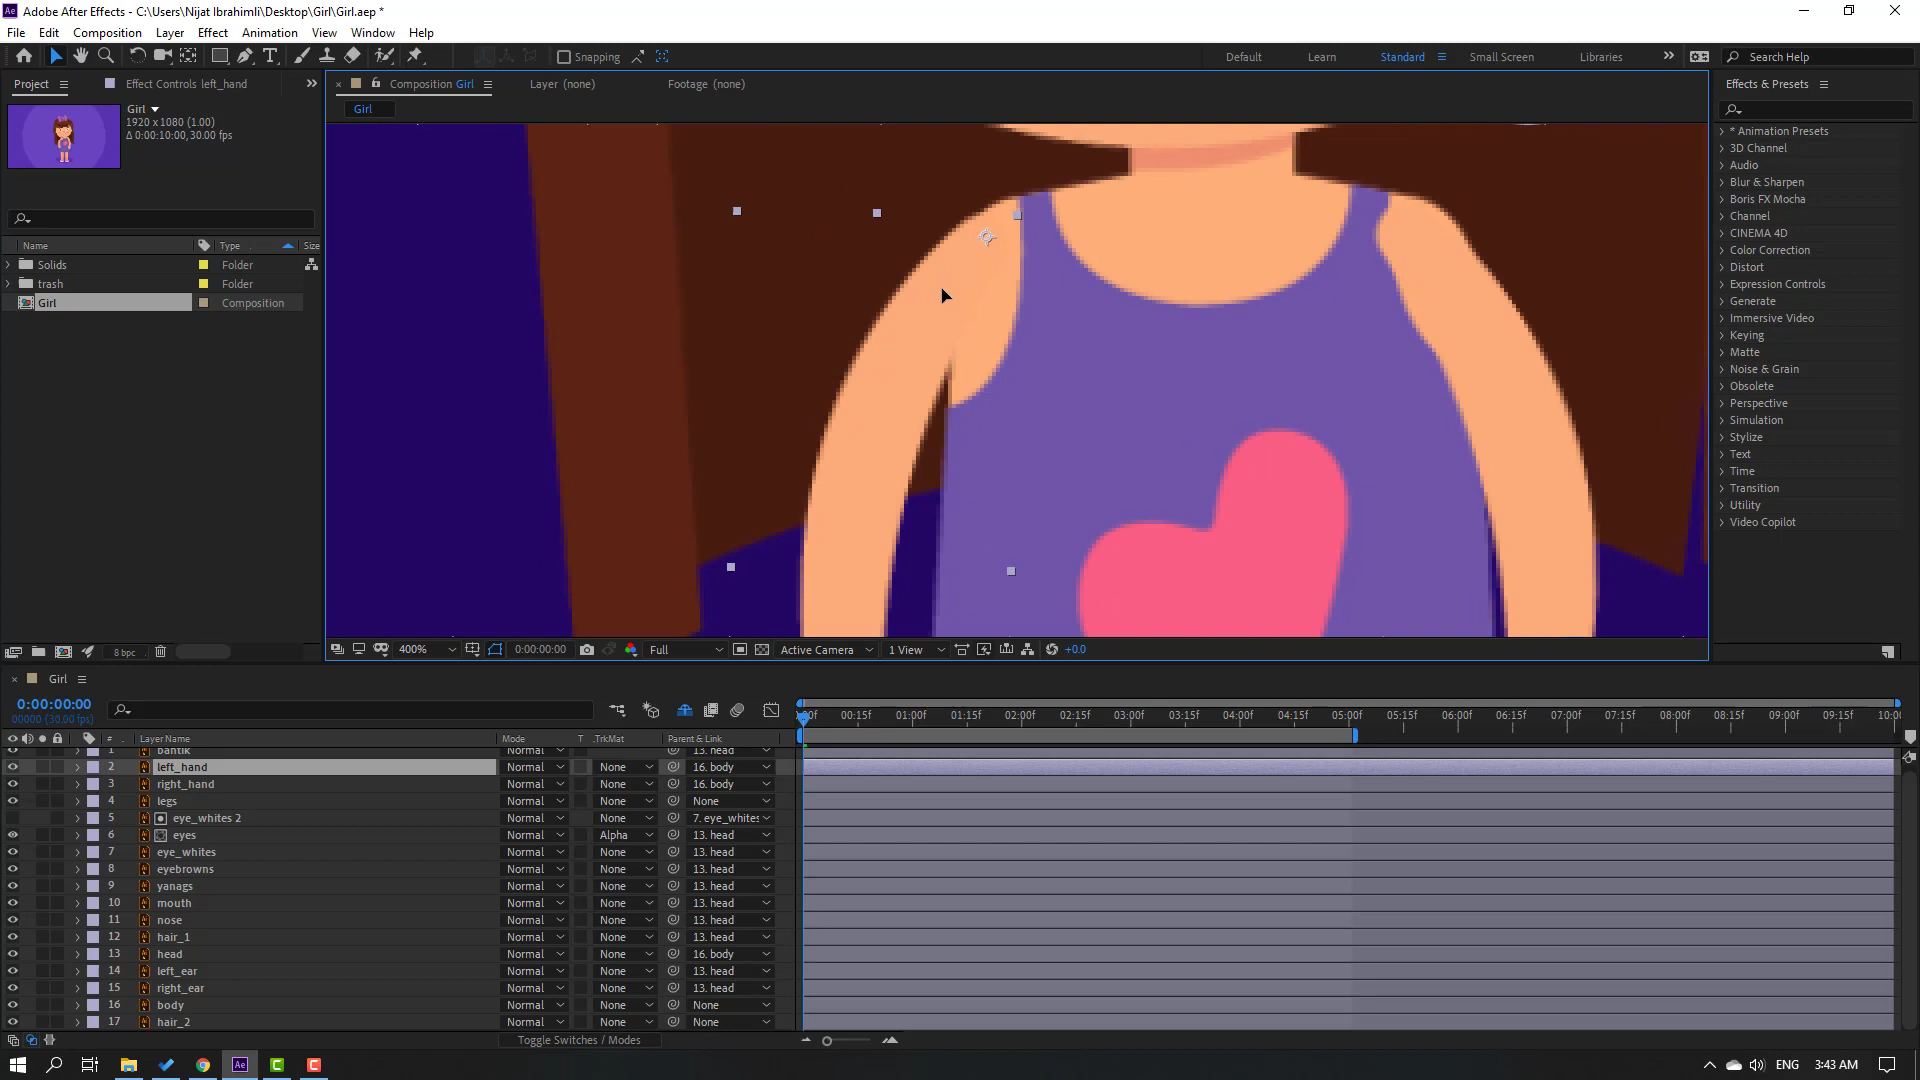 Adobe After Effects - C:\Users\Nijat Ibrahimli\Desktop\Girl\Girl.aep *
File Edit Composition Layer Effect Animation View Window Help
Snapping Default Learn Standard Small Screen Libraries Search Help
Project Effect Controls left_hand
Composition Girl Layer (none) Footage (none)
Effects & Presets
Girl
1920 x 1080 (1.00)
Δ 0:00:10:00, 30.00 fps
Girl
Name Type Size
Solids Folder
trash Folder
Girl Composition
* Animation Presets
3D Channel
Audio
Blur & Sharpen
Boris FX Mocha
Channel
CINEMA 4D
Color Correction
Distort
Expression Controls
Generate
Immersive Video
Keying
Matte
Noise & Grain
Obsolete
Perspective
Simulation
Stylize
Text
Time
Transition
Utility
Video Copilot
8 bpc
400% 0:00:00:00 Full Active Camera 1 View +0.0
Girl
0:00:00:00
00000 (30.00 fps)
00f 00:15f 01:00f 01:15f 02:00f 02:15f 03:00f 03:15f 04:00f 04:15f 05:00f 05:15f 06:00f 06:15f 07:00f 07:15f 08:00f 08:15f 09:00f 09:15f 10:0
# Layer Name Mode T .TrkMat Parent & Link
1 bantik Normal 13. head
2 left_hand Normal None 16. body
3 right_hand Normal None 16. body
4 legs Normal None None
5 eye_whites 2 Normal None 7. eye_whites
6 eyes Normal Alpha 13. head
7 eye_whites Normal None 13. head
8 eyebrowns Normal None 13. head
9 yanags Normal None 13. head
10 mouth Normal None 13. head
11 nose Normal None 13. head
12 hair_1 Normal None 13. head
13 head Normal None 16. body
14 left_ear Normal None 13. head
15 right_ear Normal None 13. head
16 body Normal None None
17 hair_2 Normal None None
Toggle Switches / Modes
Ae ENG 3:43 AM